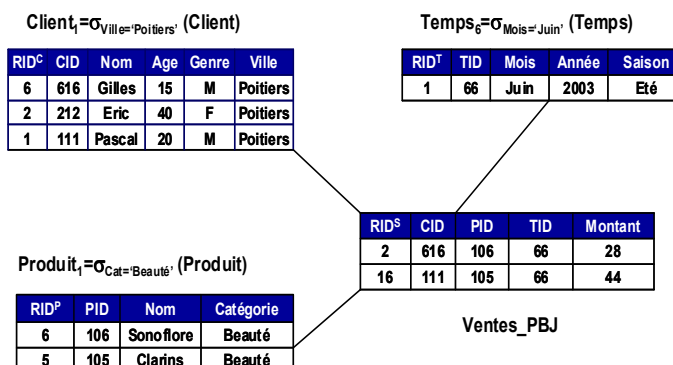 Client₁=σVille='Poitiers' (Client)
RIDᶜ CID Nom Age Genre Ville
6 616 Gilles 15 M Poitiers
2 212 Eric 40 F Poitiers
1 111 Pascal 20 M Poitiers
Temps₆=σMois='Juin' (Temps)
RIDᵀ TID Mois Année Saison
1 66 Juin 2003 Eté
RIDˢ CID PID TID Montant
2 616 106 66 28
16 111 105 66 44
Ventes_PBJ
Produit₁=σCat='Beauté' (Produit)
RIDᴾ PID Nom Catégorie
6 106 Sonoflore Beauté
5 105 Clarins Beauté